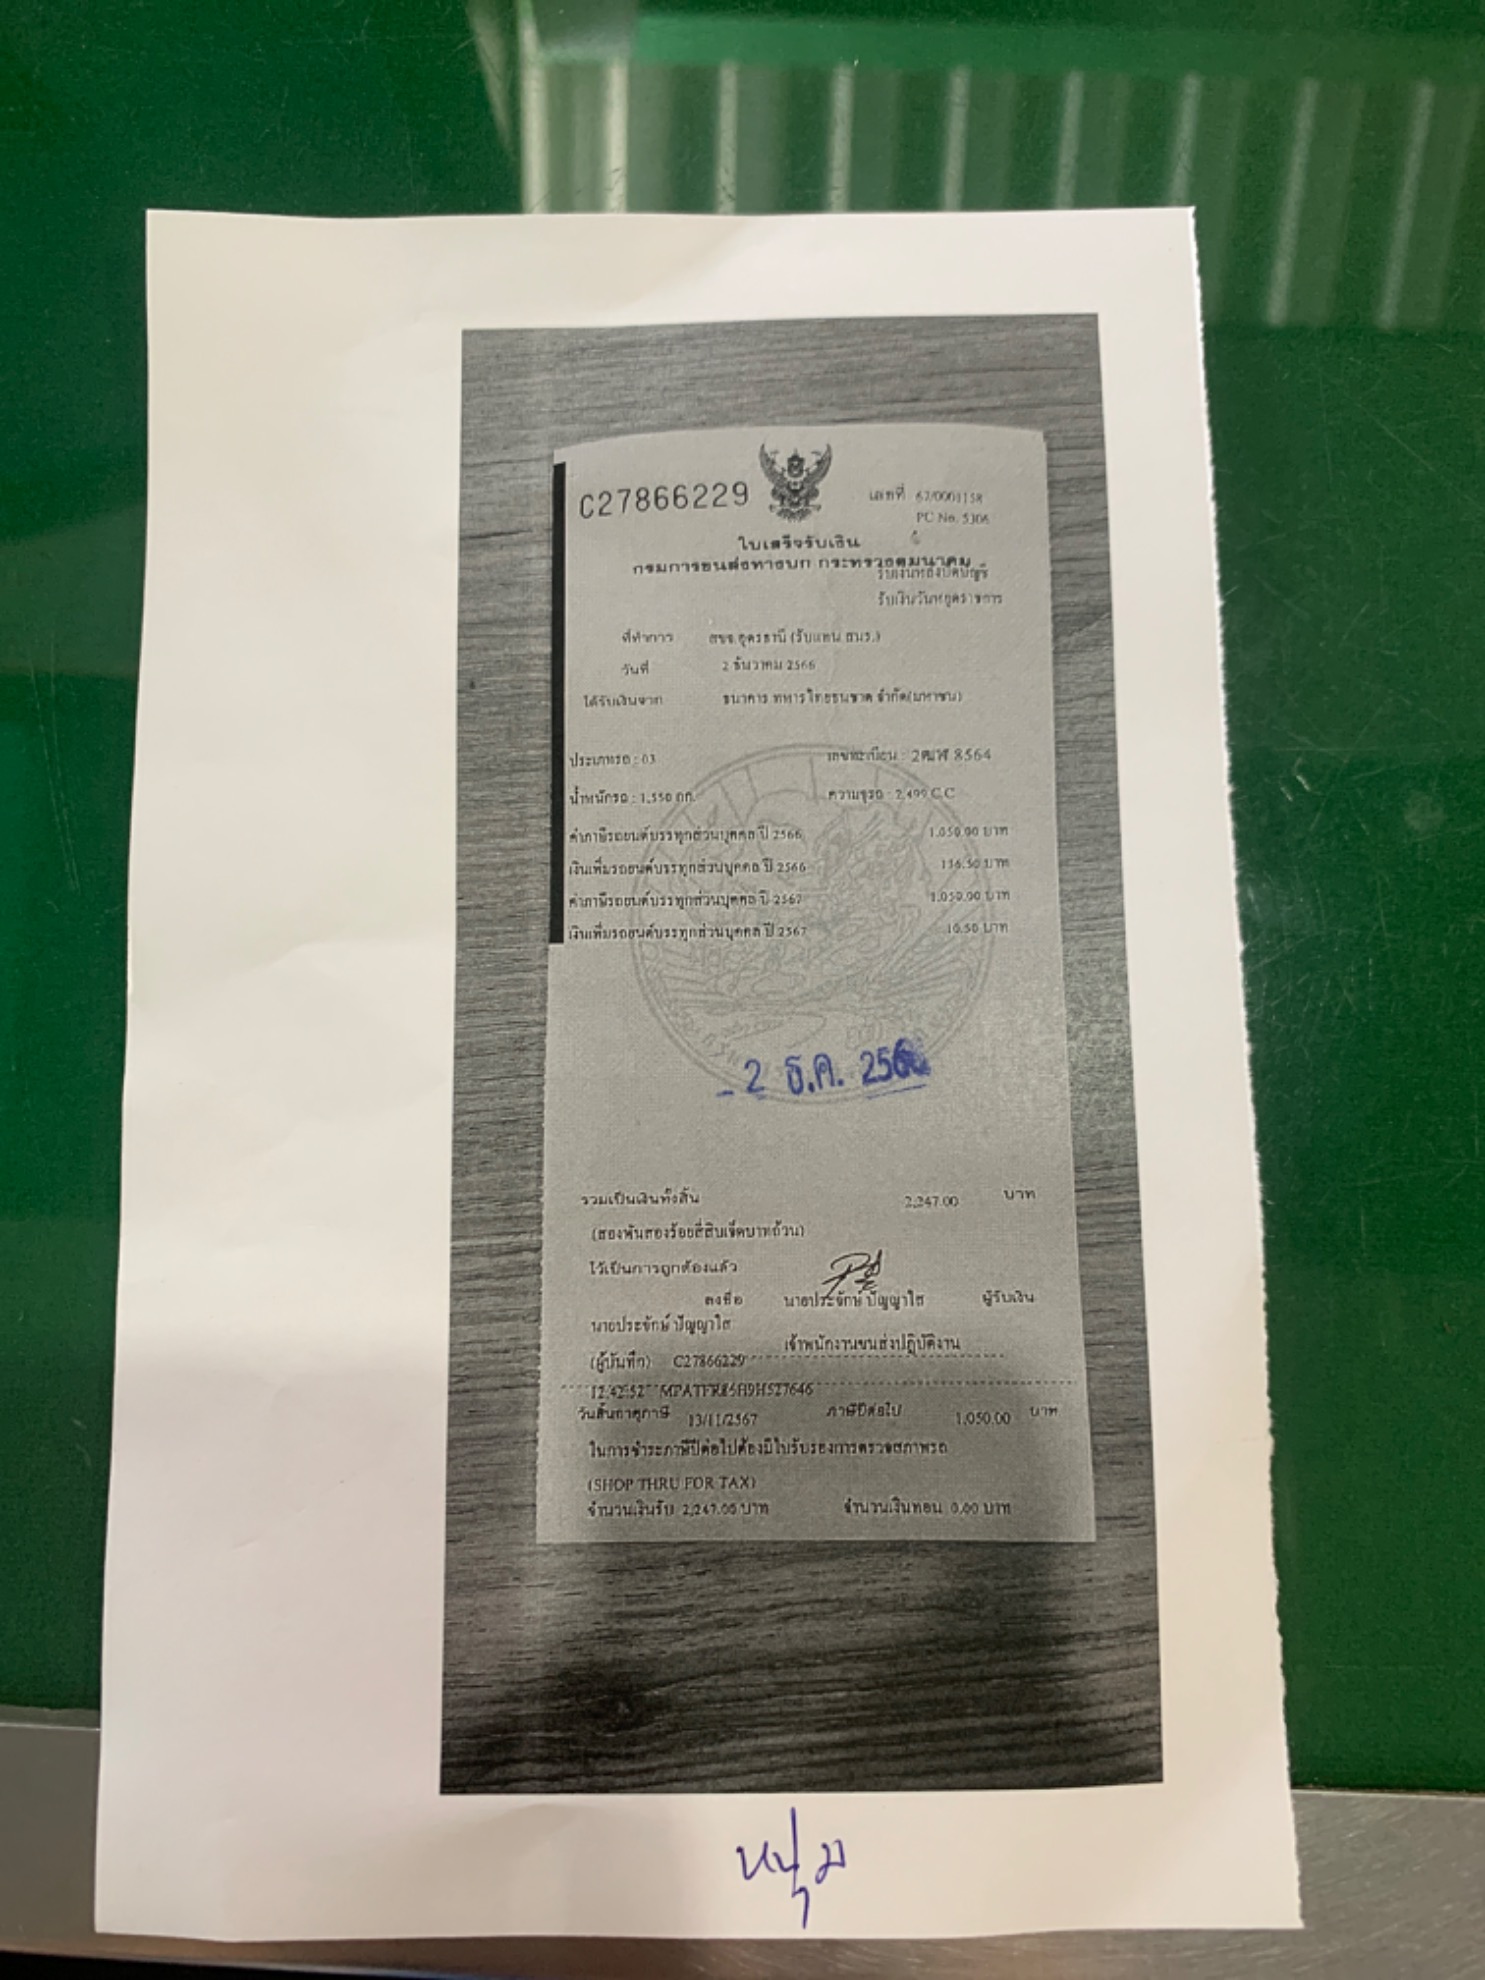 C27866229
เลขที่ 67/0001158
PC No. 5306
ใบเสร็จรับเงิน
กรมการขนส่งทางบก กระทรวงคมนาคม
รับเงินหลังปิดบัญชี
รับเงินวันหยุดราชการ
ที่ทำการ สขจ.อุดรธานี (รับแทน สนร.)
วันที่ 2 ธันวาคม 2566
ได้รับเงินจาก ธนาคาร ทหารไทยธนชาต จำกัด(มหาชน)
ประเภทรถ : 03 เลขทะเบียน : 2ฒฬ 8564
น้ำหนักรถ : 1,550 กก. ความจุรถ : 2,499 CC
ค่าภาษีรถยนต์บรรทุกส่วนบุคคล ปี 2566 1,050.00 บาท
เงินเพิ่มรถยนต์บรรทุกส่วนบุคคล ปี 2566 136.50 บาท
ค่าภาษีรถยนต์บรรทุกส่วนบุคคล ปี 2567 1,050.00 บาท
เงินเพิ่มรถยนต์บรรทุกส่วนบุคคล ปี 2567 10.50 บาท
- 2 ธ.ค. 2566
รวมเป็นเงินทั้งสิ้น 2,247.00 บาท
(สองพันสองร้อยสี่สิบเจ็ดบาทถ้วน)
ไว้เป็นการถูกต้องแล้ว
ลงชื่อ นายประจักษ์ ปัญญาใส ผู้รับเงิน
นายประจักษ์ ปัญญาใส
เจ้าพนักงานขนส่งปฏิบัติงาน
(ผู้บันทึก) C27866229
12:42:52 MPATFR85H9H527646
วันสิ้นอายุภาษี 13/11/2567 ภาษีปีต่อไป 1,050.00 บาท
ในการชำระภาษีปีต่อไปต้องมีใบรับรองการตรวจสภาพรถ
(SHOP THRU FOR TAX)
จำนวนเงินรับ 2,247.00 บาท จำนวนเงินทอน 0.00 บาท
หนุ่ม